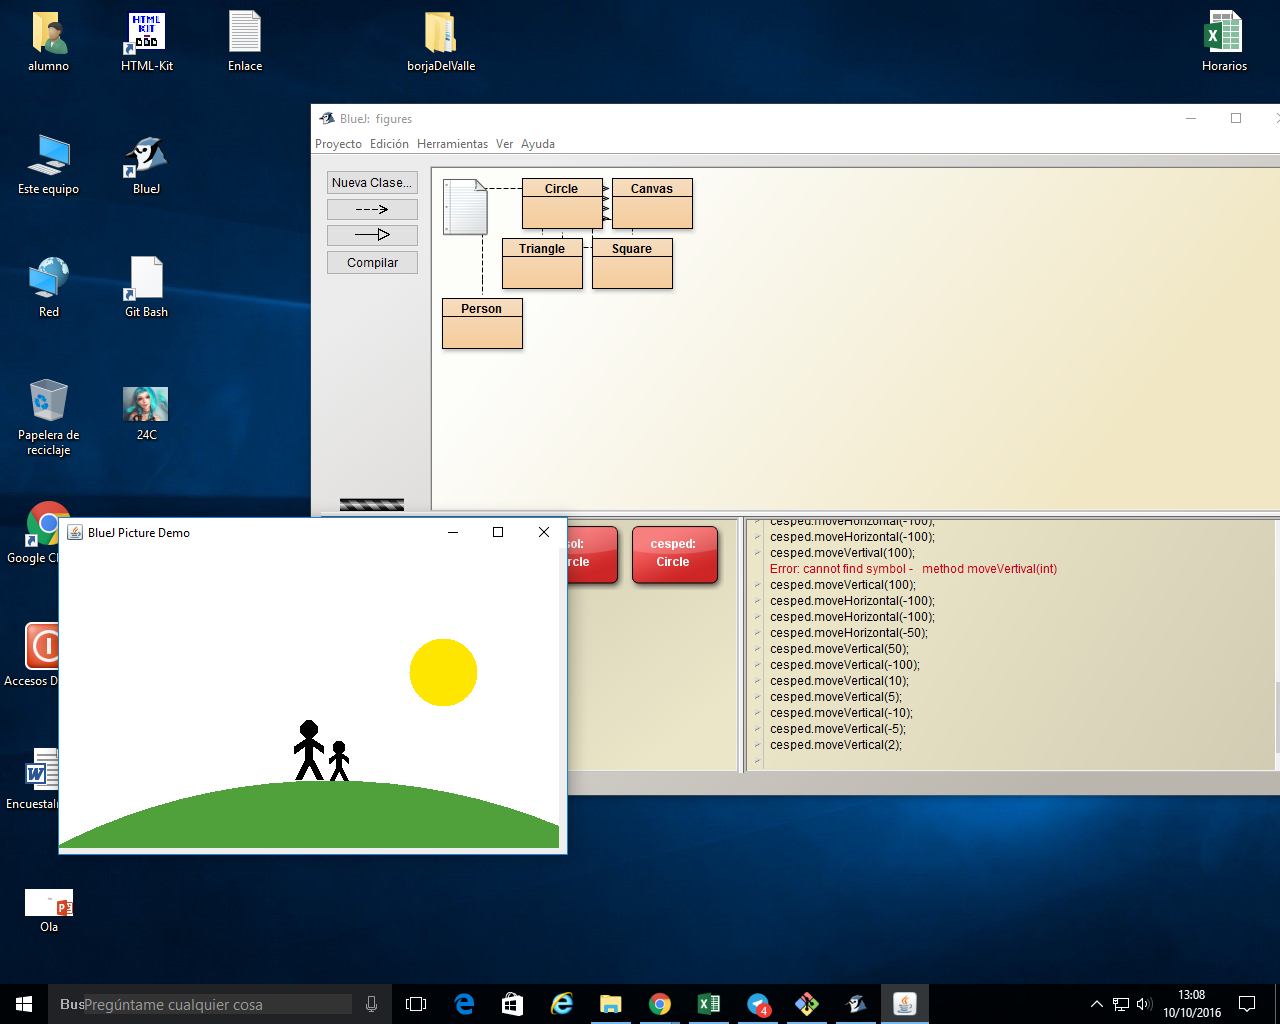 alumno
HTML-Kit
Enlace
borjaDelValle
Horarios
HTML
KIT
Este equipo
BlueJ
Red
Git Bash
Papelera de
reciclaje
24C
Google C
Accesos D
Encuesta
Ola
BlueJ: figures
Proyecto Edición Herramientas Ver Ayuda
Nueva Clase...
Compilar
Circle
Canvas
Triangle
Square
Person
BlueJ Picture Demo
sol:
rcle
cesped:
Circle
cesped.moveHorizontal(-100);
cesped.moveHorizontal(-100);
cesped.moveVertival(100);
Error: cannot find symbol - method moveVertival(int)
cesped.moveVertical(100);
cesped.moveHorizontal(-100);
cesped.moveHorizontal(-100);
cesped.moveHorizontal(-50);
cesped.moveVertical(50);
cesped.moveVertical(-100);
cesped.moveVertical(10);
cesped.moveVertical(5);
cesped.moveVertical(-10);
cesped.moveVertical(-5);
cesped.moveVertical(2);
Bus Pregúntame cualquier cosa
4
13:08
10/10/2016